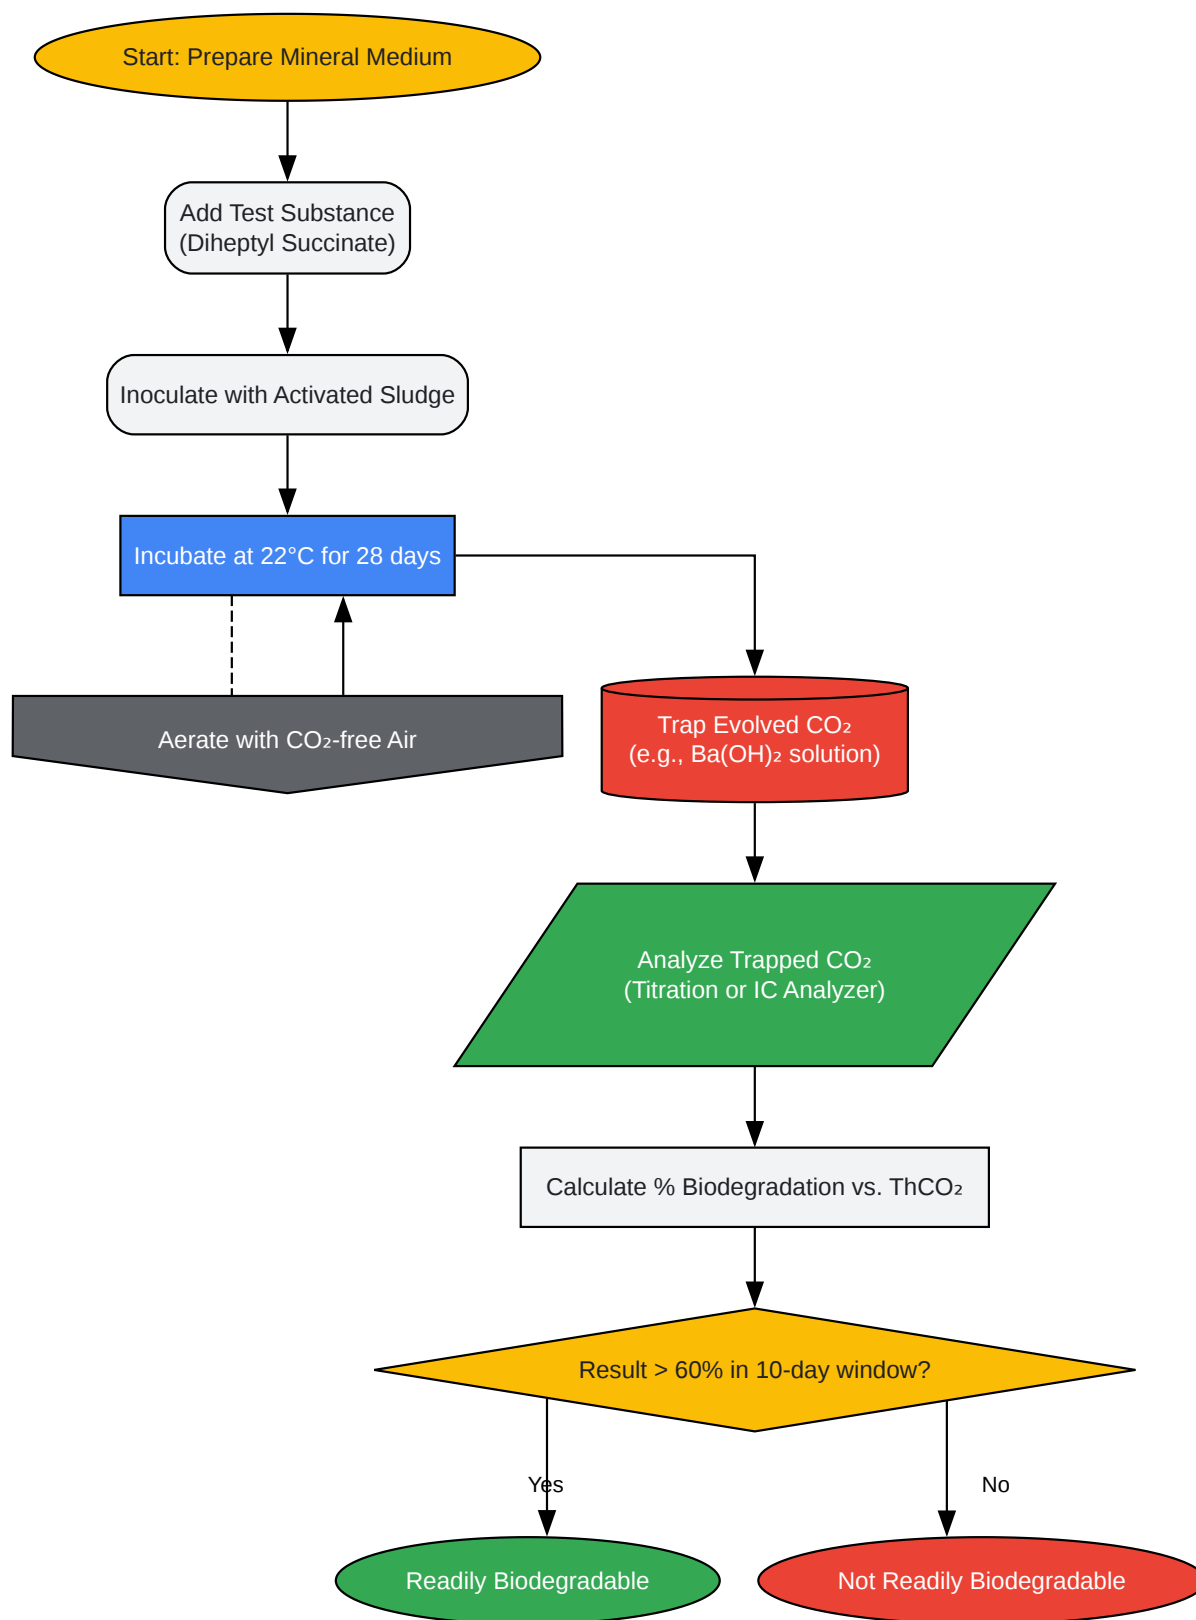 Start: Prepare Mineral Medium
Add Test Substance
(Diheptyl Succinate)
Inoculate with Activated Sludge
Incubate at 22°C for 28 days
Aerate with CO₂-free Air
Trap Evolved CO₂
(e.g., Ba(OH)₂ solution)
Analyze Trapped CO₂
(Titration or IC Analyzer)
Calculate % Biodegradation vs. ThCO₂
Result > 60% in 10-day window?
Yes
No
Readily Biodegradable
Not Readily Biodegradable